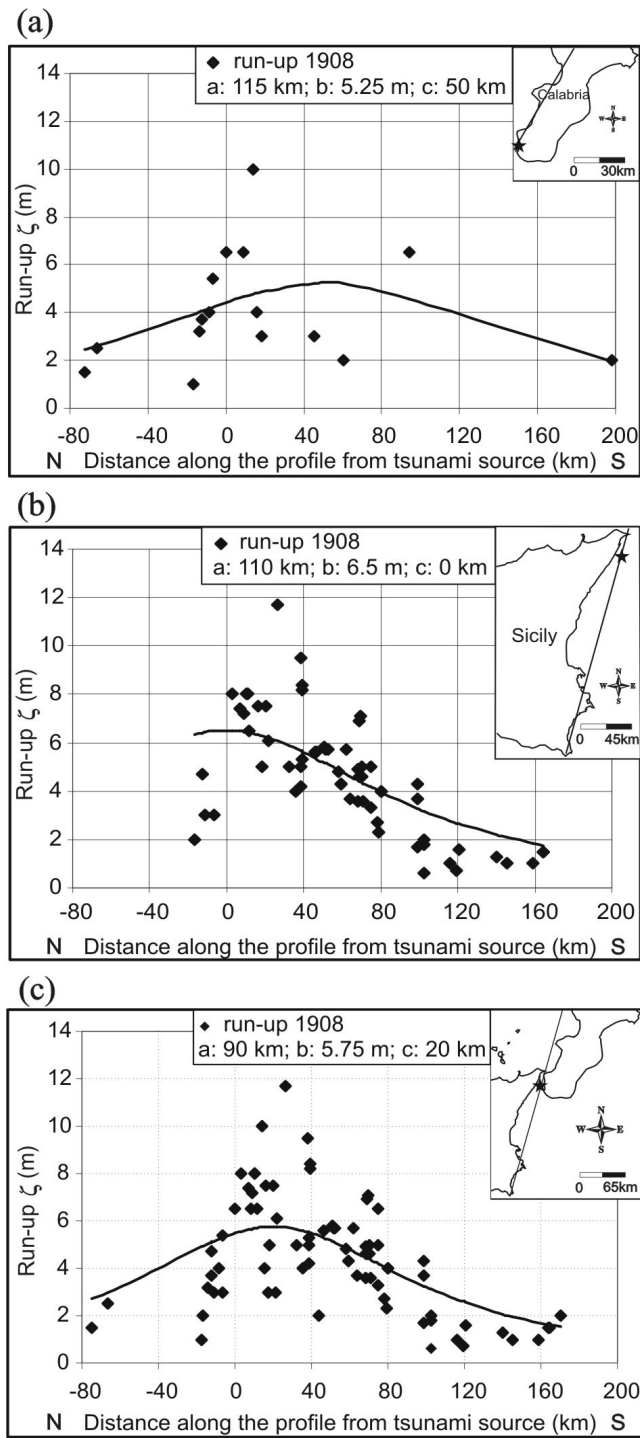 (a)
14
12
10
8
6
4
2
0
Run-up ζ (m)
run-up 1908
a: 115 km; b: 5.25 m; c: 50 km
Calabria
N
W E
S
0 30km
-80 -40 0 40 80 120 160 200
N Distance along the profile from tsunami source (km) S
(b)
14
12
10
8
6
4
2
0
Run-up ζ (m)
run-up 1908
a: 110 km; b: 6.5 m; c: 0 km
Sicily
N
W E
S
0 45km
-80 -40 0 40 80 120 160 200
N Distance along the profile from tsunami source (km) S
(c)
14
12
10
8
6
4
2
0
Run-up ζ (m)
run-up 1908
a: 90 km; b: 5.75 m; c: 20 km
N
W E
S
0 65km
-80 -40 0 40 80 120 160 200
N Distance along the profile from tsunami source (km) S